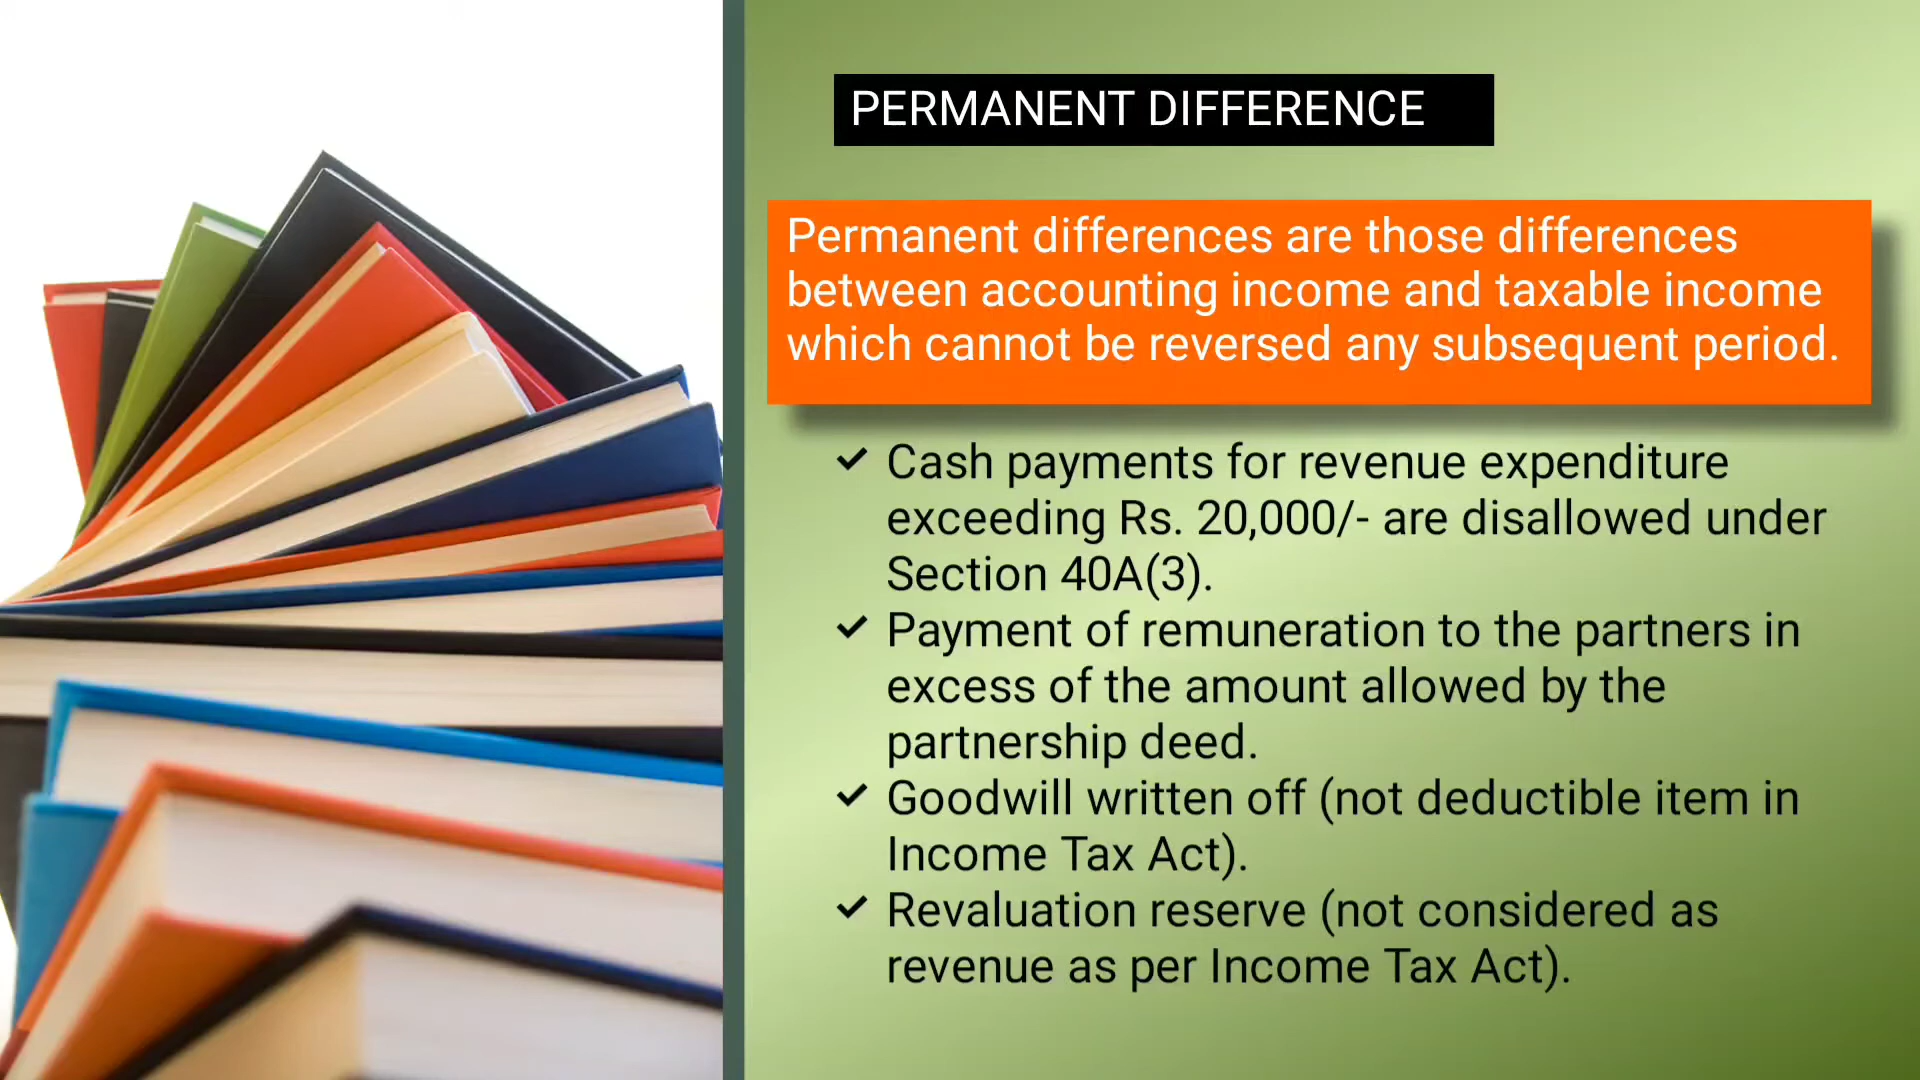 PERMANENT DIFFERENCE
Permanent differences are those differences
between accounting income and taxable income
which cannot be reversed any subsequent period.
Cash payments for revenue expenditure
exceeding Rs. 20,000/- are disallowed under
Section 40A(3).
Payment of remuneration to the partners in
excess of the amount allowed by the
partnership deed.
Goodwill written off (not deductible item in
Income Tax Act).
Revaluation reserve (not considered as
revenue as per Income Tax Act).